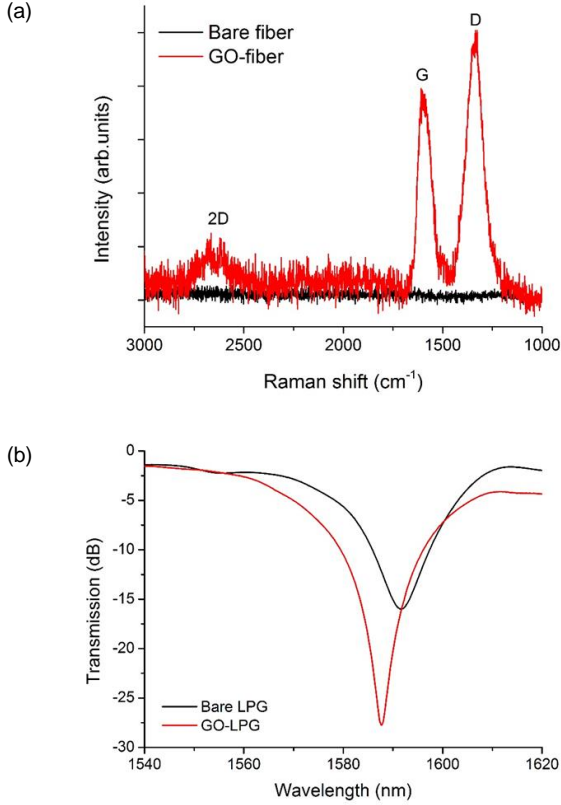 (a)
Bare fiber
GO-fiber
D
G
2D
Intensity (arb.units)
3000 2500 2000 1500 1000
Raman shift (cm⁻¹)
(b)
0
-5
-10
-15
-20
-25
-30
Transmission (dB)
Bare LPG
GO-LPG
1540 1560 1580 1600 1620
Wavelength (nm)